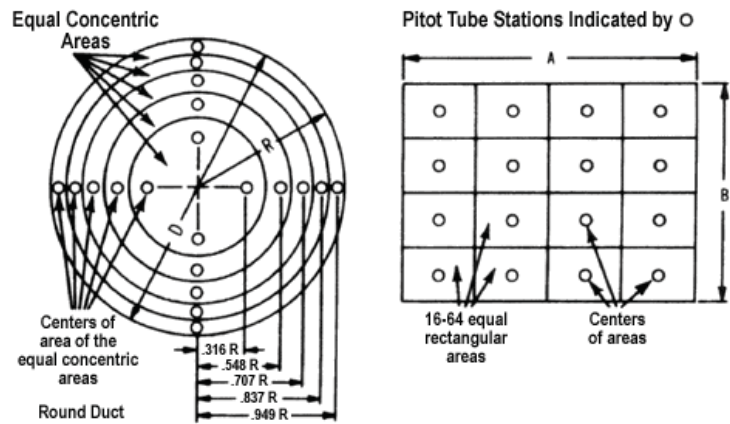 Equal Concentric
Areas
R
D
Centers of
area of the
equal concentric
areas
.316 R
.548 R
.707 R
.837 R
.949 R
Round Duct
Pitot Tube Stations Indicated by O
A
B
16-64 equal
rectangular
areas
Centers
of areas